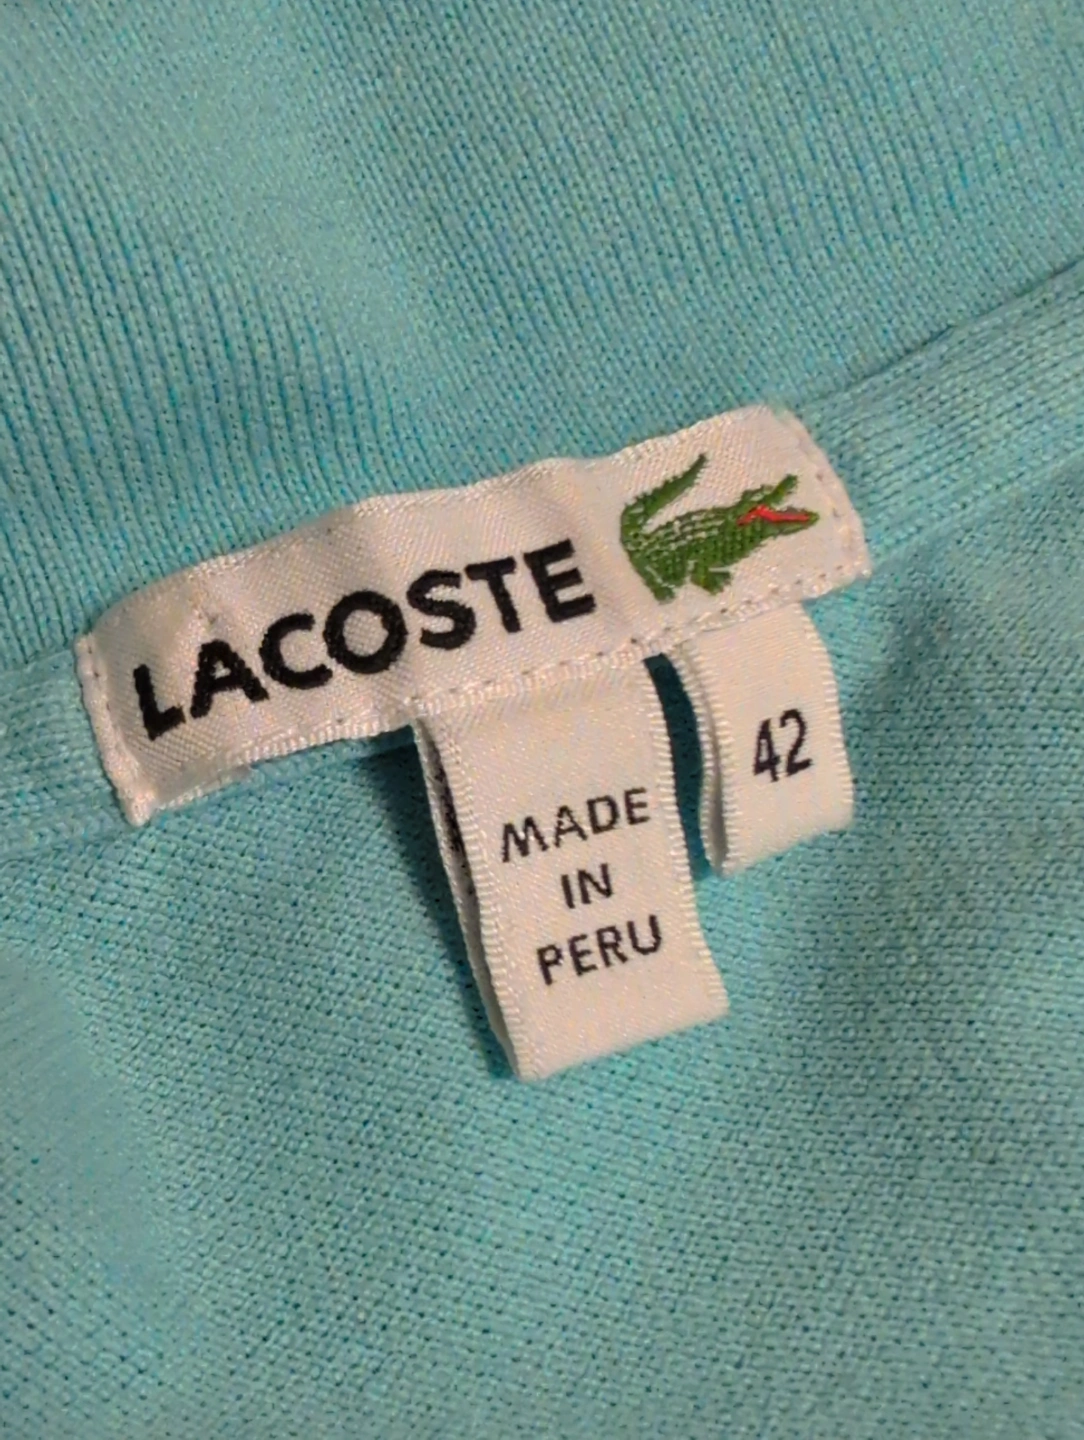 LACOSTE
42
MADE
IN
PERU